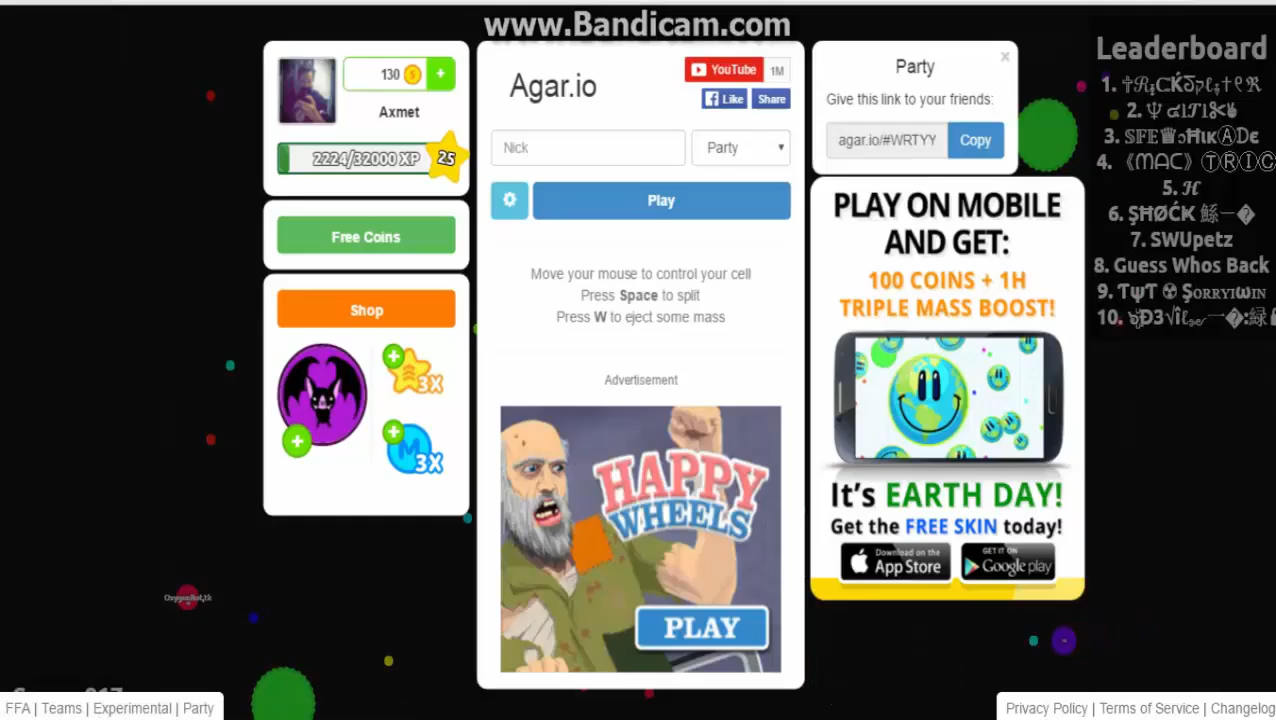 www.Bandicam.com
130
+
Axmet
2224/32000 XP
25
Free Coins
Shop
3X
M
3X
Agar.io
YouTube 1M
Like Share
Nick
Party
Play
Move your mouse to control your cell
Press Space to split
Press W to eject some mass
Advertisement
HAPPY
WHEELS
PLAY
Party
Give this link to your friends:
agar.io/#WRTYY
Copy
PLAY ON MOBILE
AND GET:
100 COINS + 1H
TRIPLE MASS BOOST!
It's EARTH DAY!
Get the FREE SKIN today!
Download on the
App Store
GET IT ON
Google play
Leaderboard
1.
2.
3.
4. 《MAC》 ⓉⓇⒾⒸ
5. H
6. ŞĦØĆK
7. SWUpetz
8. Guess Whos Back
9. TψT ☢ Şᴏʀʀʏɪωɪɴ
10.
FFA | Teams | Experimental | Party
Privacy Policy | Terms of Service | Changelog